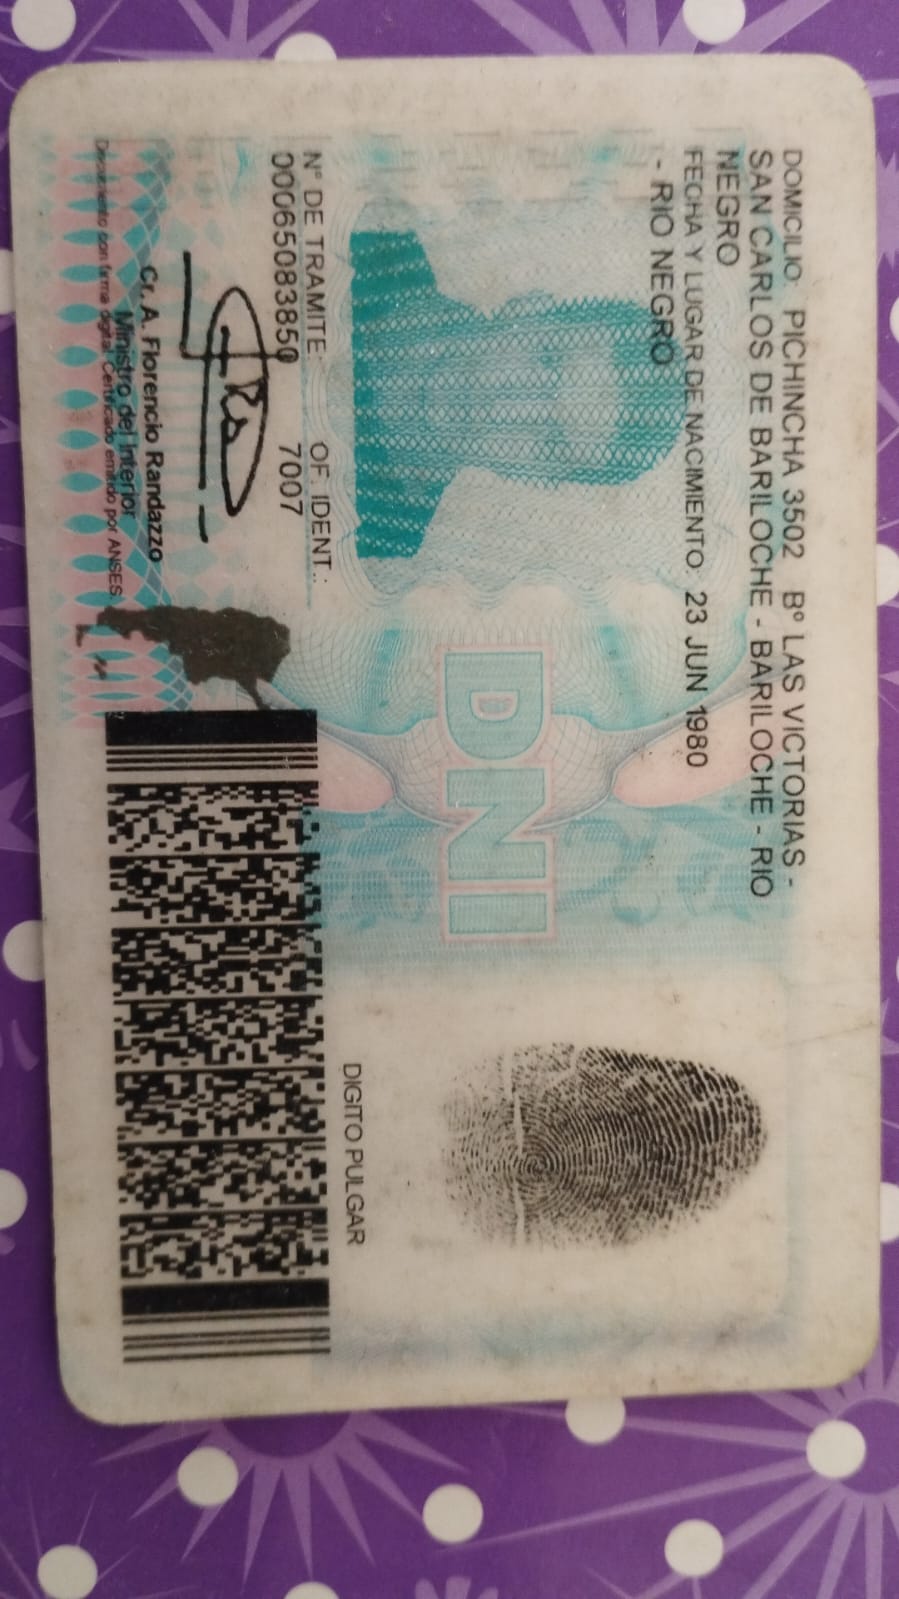 DOMICILIO: PICHINCHA 3502 Bº LAS VICTORIAS -
SAN CARLOS DE BARILOCHE - BARILOCHE - RIO
NEGRO
FECHA Y LUGAR DE NACIMIENTO: 23 JUN 1980
- RIO NEGRO
DNI
Nº DE TRAMITE: OF. IDENT.:
00065083850 7007
Cr. A. Florencio Randazzo
Ministro del Interior
Documento con firma digital. Certificado emitido por ANSES.
DIGITO PULGAR